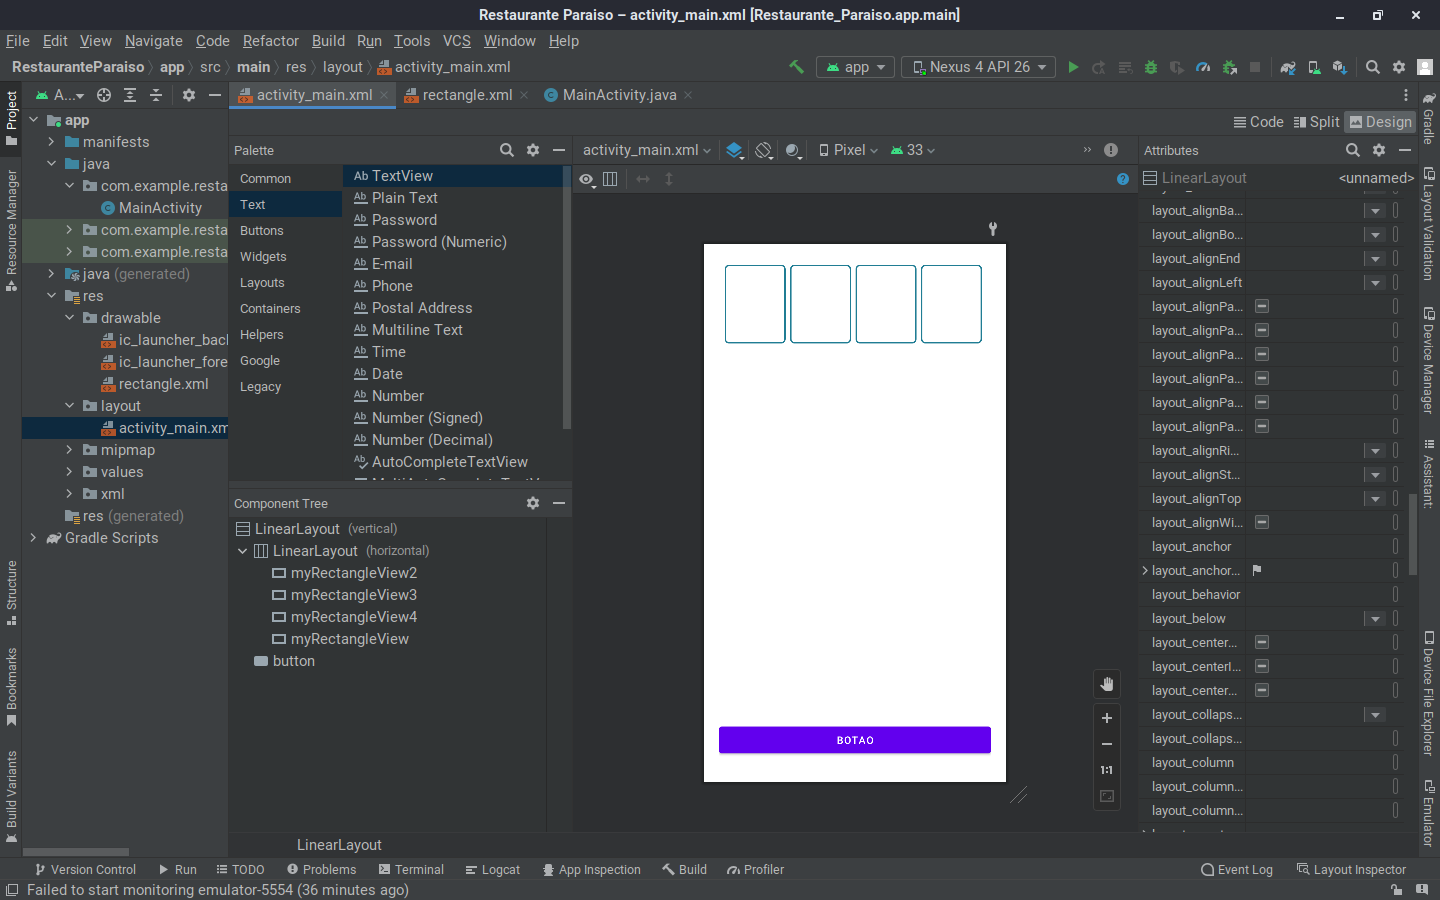 Restaurante Paraiso – activity_main.xml [Restaurante_Paraiso.app.main]
File Edit View Navigate Code Refactor Build Run Tools VCS Window Help
RestauranteParaiso app src main res layout activity_main.xml
app
Nexus 4 API 26
A...
activity_main.xml
rectangle.xml
MainActivity.java
Code
Split
Design
Project
Resource Manager
Structure
Bookmarks
Build Variants
app
manifests
java
com.example.resta
MainActivity
com.example.resta
com.example.resta
java (generated)
res
drawable
ic_launcher_bac
ic_launcher_fore
rectangle.xml
layout
activity_main.xm
mipmap
values
xml
res (generated)
Gradle Scripts
Palette
Common
Text
Buttons
Widgets
Layouts
Containers
Helpers
Google
Legacy
Ab TextView
Ab Plain Text
Ab Password
Ab Password (Numeric)
Ab E-mail
Ab Phone
Ab Postal Address
Ab Multiline Text
Ab Time
Ab Date
Ab Number
Ab Number (Signed)
Ab Number (Decimal)
Ab AutoCompleteTextView
Component Tree
LinearLayout (vertical)
LinearLayout (horizontal)
myRectangleView2
myRectangleView3
myRectangleView4
myRectangleView
button
activity_main.xml
Pixel
33
BOTAO
1:1
LinearLayout
Attributes
LinearLayout <unnamed>
layout_alignBa...
layout_alignBo...
layout_alignEnd
layout_alignLeft
layout_alignPa...
layout_alignPa...
layout_alignPa...
layout_alignPa...
layout_alignPa...
layout_alignPa...
layout_alignRi...
layout_alignSt...
layout_alignTop
layout_alignWi...
layout_anchor
layout_anchor...
layout_behavior
layout_below
layout_center...
layout_centerI...
layout_center...
layout_collaps...
layout_collaps...
layout_column
layout_column...
layout_column...
Gradle
Layout Validation
Device Manager
Assistant:
Device File Explorer
Emulator
Version Control
Run
TODO
Problems
Terminal
Logcat
App Inspection
Build
Profiler
Event Log
Layout Inspector
Failed to start monitoring emulator-5554 (36 minutes ago)